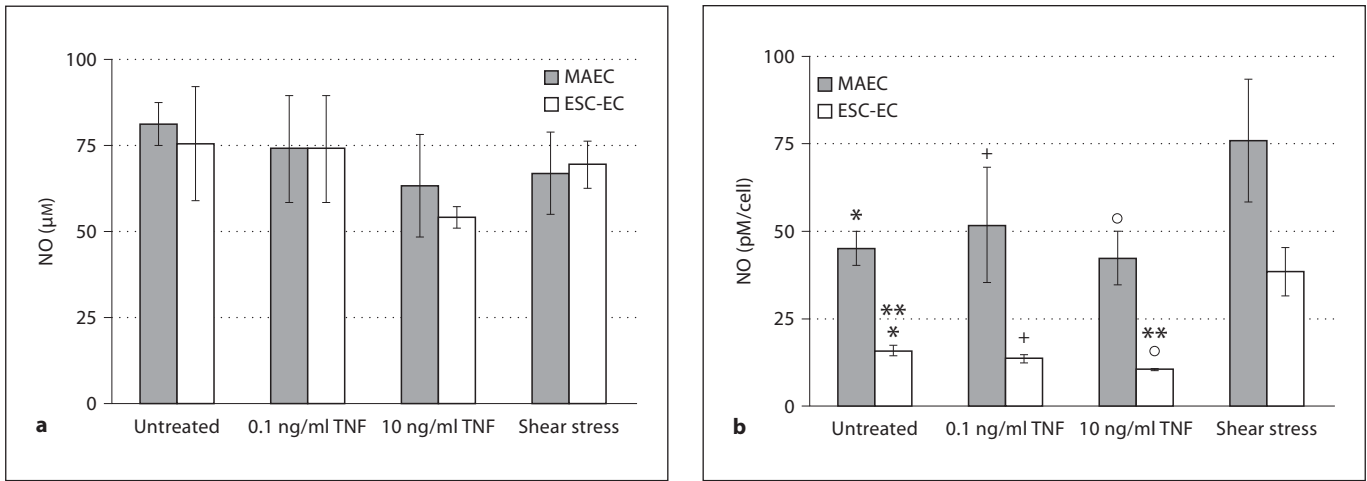 100
75
50
25
0
NO (µM)
MAEC
ESC-EC
Untreated
0.1 ng/ml TNF
10 ng/ml TNF
Shear stress
a
100
75
50
25
0
NO (pM/cell)
MAEC
ESC-EC
*
**
*
+
+
○
**
○
Untreated
0.1 ng/ml TNF
10 ng/ml TNF
Shear stress
b